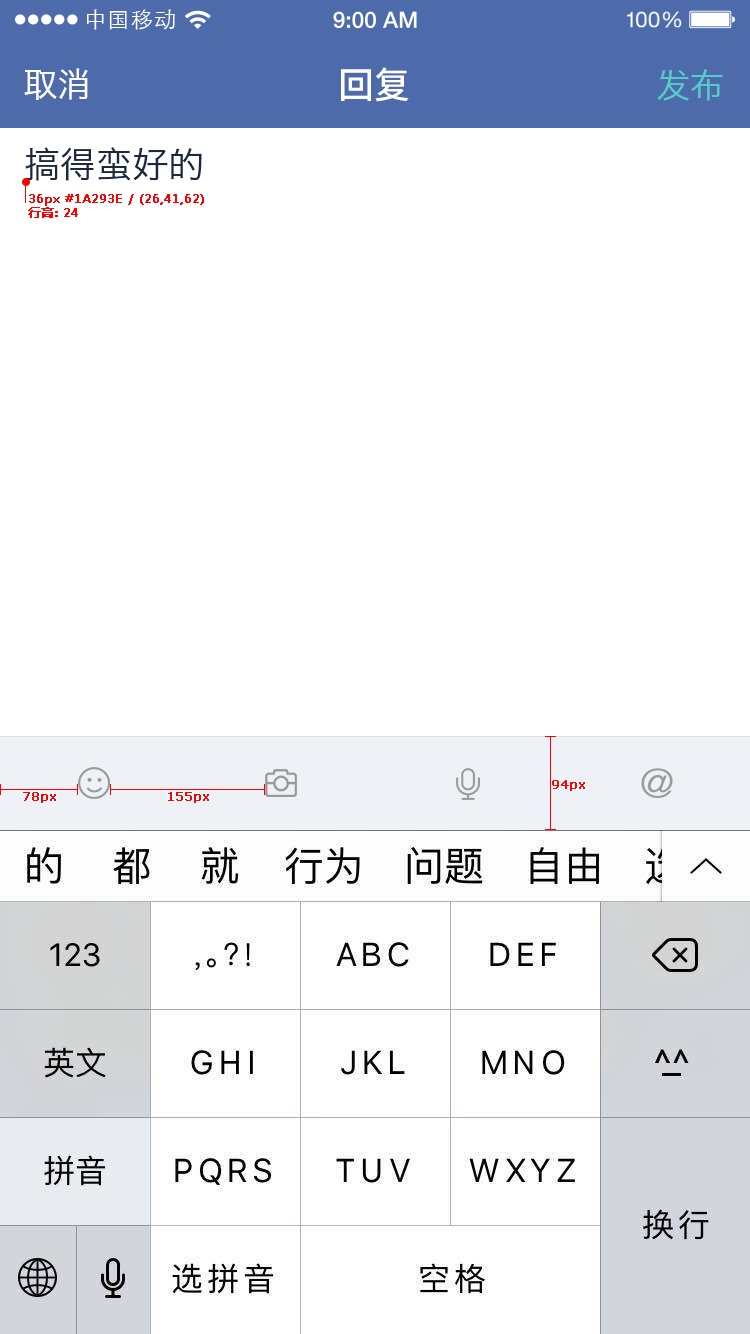 中国移动 9:00 AM 100%
取消 回复 发布
搞得蛮好的
36px #1A293E / (26,41,62)
行高: 24
78px 155px @ 94px
的 都 就 行为 问题 自由
123 ,。?! ABC DEF
英文 GHI JKL MNO ^^
拼音 PQRS TUV WXYZ
换行
选拼音 空格